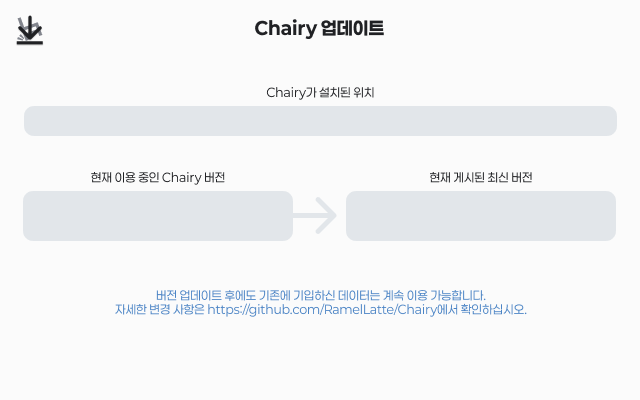 Chairy 업데이트
Chairy가 설치된 위치
현재 이용 중인 Chairy 버전
현재 게시된 최신 버전
버전 업데이트 후에도 기존에 기입하신 데이터는 계속 이용 가능합니다.
자세한 변경 사항은 https://github.com/RamelLatte/Chairy에서 확인하십시오.